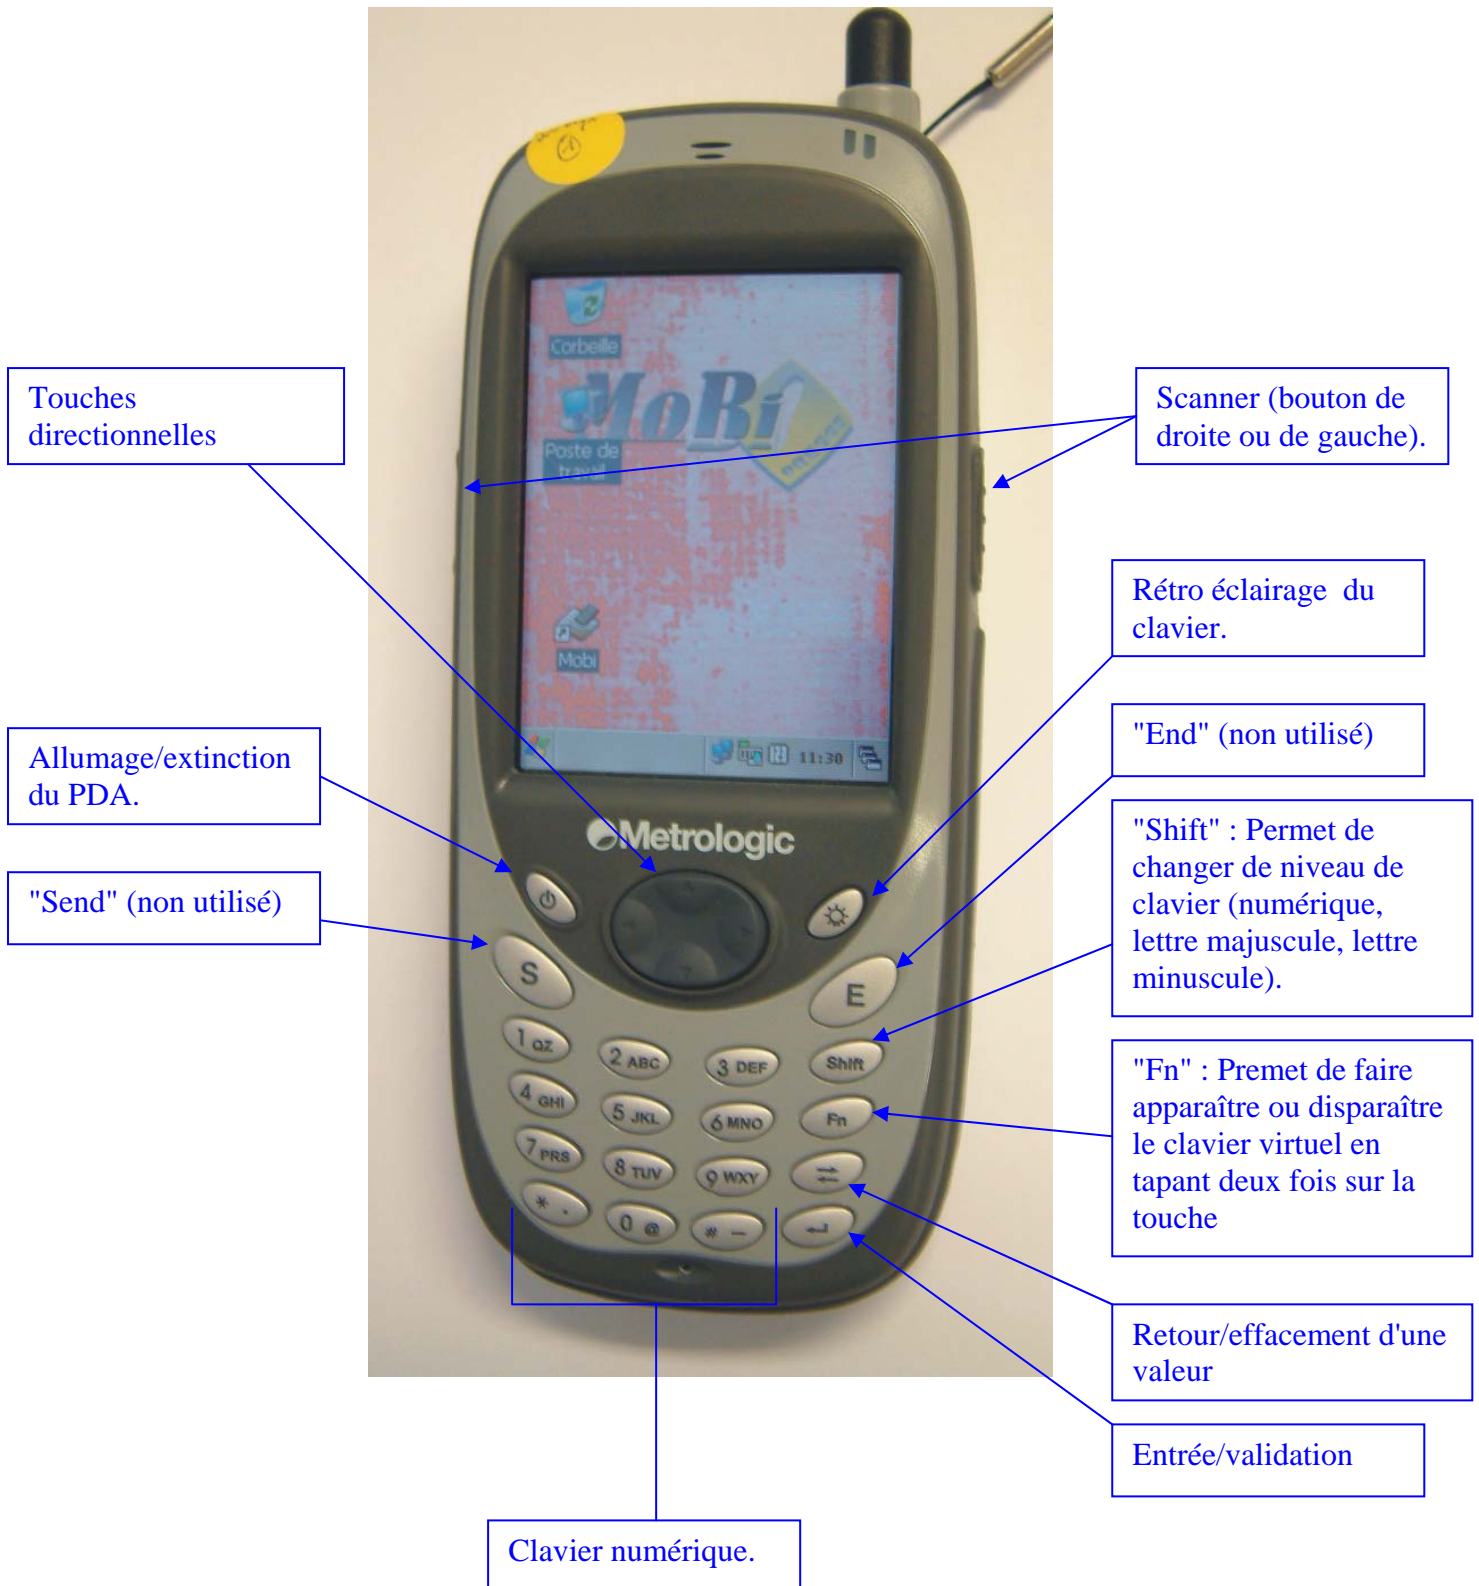 Touches
directionnelles
Allumage/extinction
du PDA.
"Send" (non utilisé)
Scanner (bouton de
droite ou de gauche).
Rétro éclairage  du
clavier.
"End" (non utilisé)
"Shift" : Permet de
changer de niveau de
clavier (numérique,
lettre majuscule, lettre
minuscule).
"Fn" : Premet de faire
apparaître ou disparaître
le clavier virtuel en
tapant deux fois sur la
touche
Retour/effacement d'une
valeur
Entrée/validation
Clavier numérique.
Corbeille
MoBi
Poste de
travail
Mobi
11:30
Metrologic
S
E
1 QZ
2 ABC
3 DEF
Shift
4 GHI
5 JKL
6 MNO
Fn
7 PRS
8 TUV
9 WXY
* .
0 @
# –